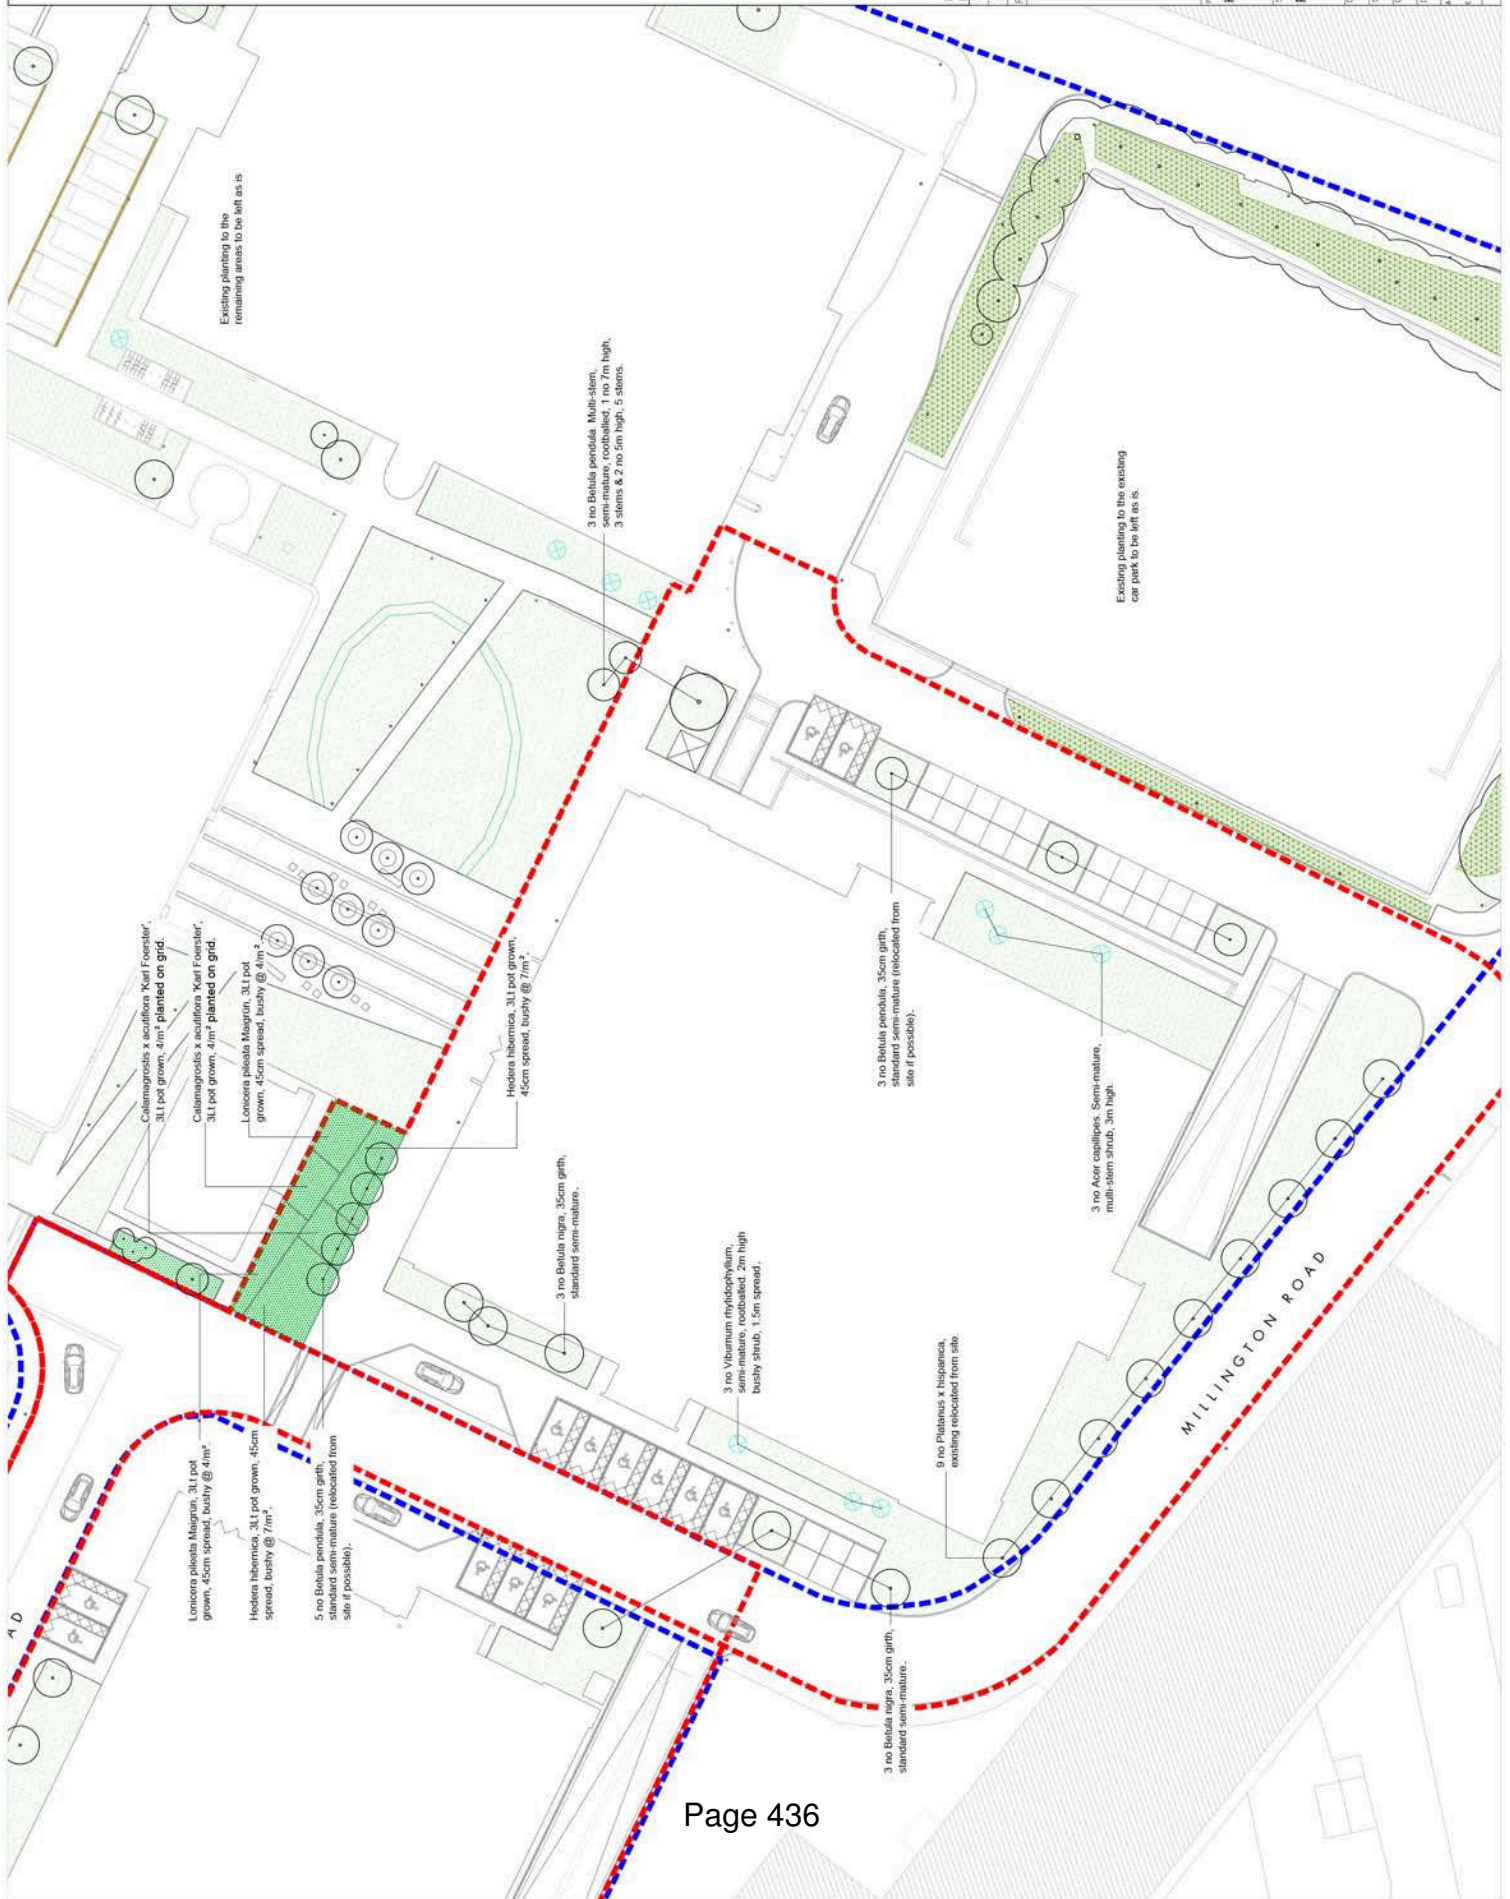 Existing planting to the
remaining areas to be left as is
3 no Betula pendula. Multi-stem,
semi-mature, rootballed, 1 no 7m high,
3 stems & 2 no 5m high, 5 stems.
Existing planting to the existing
car park to be left as is.
Calamagrostis x acutiflora 'Karl Foerster',
3Lt pot grown, 4/m² planted on grid.
Calamagrostis x acutiflora 'Karl Foerster',
3Lt pot grown, 4/m² planted on grid.
Lonicera pileata Maigrün, 3Lt pot
grown, 45cm spread, bushy @ 4/m².
Hedera hibernica, 3Lt pot grown,
45cm spread, bushy @ 7/m².
3 no Betula pendula, 35cm girth,
standard semi-mature (relocated from
site if possible).
3 no Acer capillipes. Semi-mature,
multi-stem shrub, 3m high.
3 no Betula nigra, 35cm girth,
standard semi-mature.
3 no Viburnum rhytidophyllum,
semi-mature, rootballed. 2m high
bushy shrub, 1.5m spread.
9 no Platanus x hispanica,
existing relocated from site.
MILLINGTON ROAD
Lonicera pileata Maigrün, 3Lt pot
grown, 45cm spread, bushy @ 4/m².
Hedera hibernica, 3Lt pot grown, 45cm
spread, bushy @ 7/m².
5 no Betula pendula, 35cm girth,
standard semi-mature (relocated from
site if possible).
3 no Betula nigra, 35cm girth,
standard semi-mature.
AD
Page 436